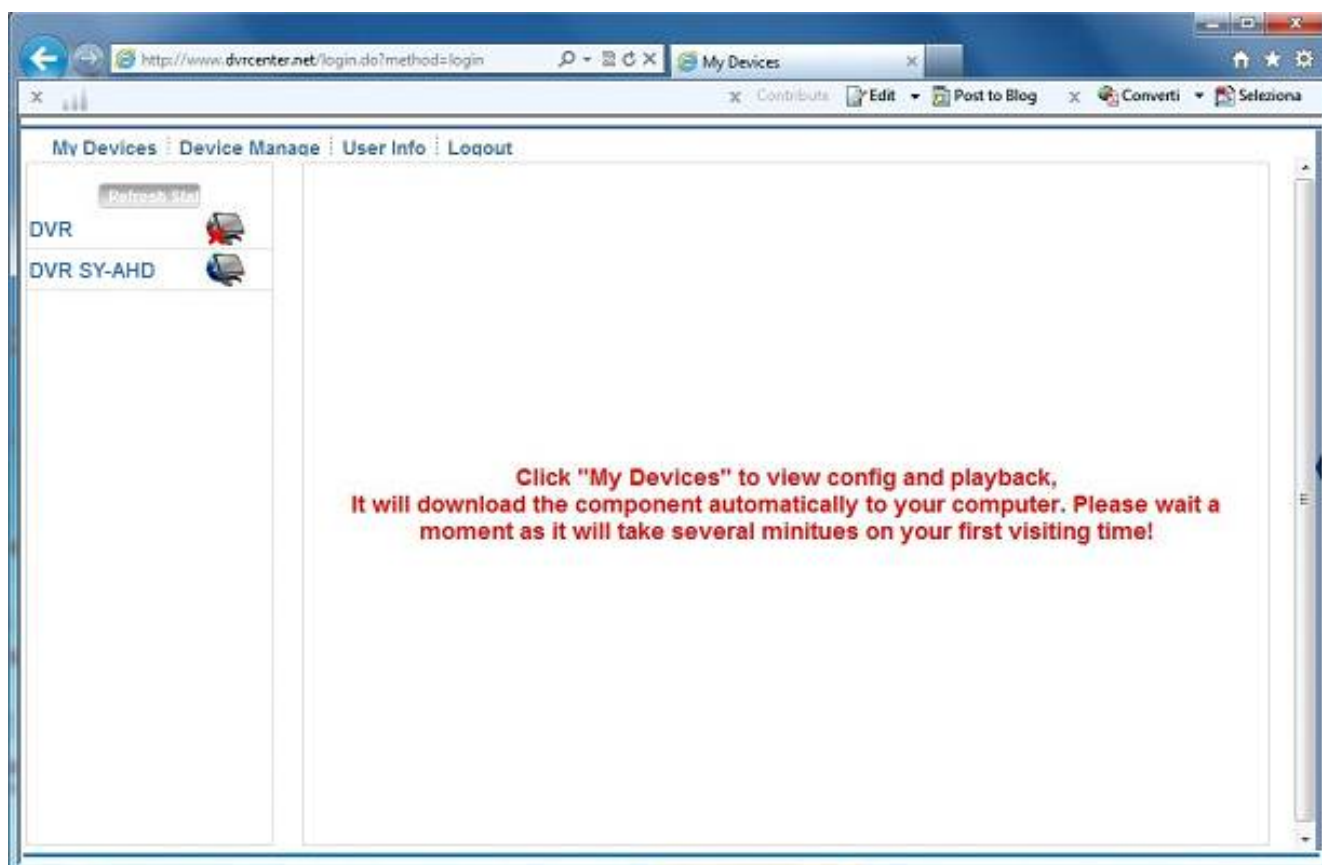 http://www.dvrcenter.net/login.do?method=login
My Devices
Contribute Edit Post to Blog Converti Seleziona
My Devices Device Manage User Info Logout
Refresh Stat
DVR
DVR SY-AHD
Click "My Devices" to view config and playback,
It will download the component automatically to your computer. Please wait a
moment as it will take several minitues on your first visiting time!